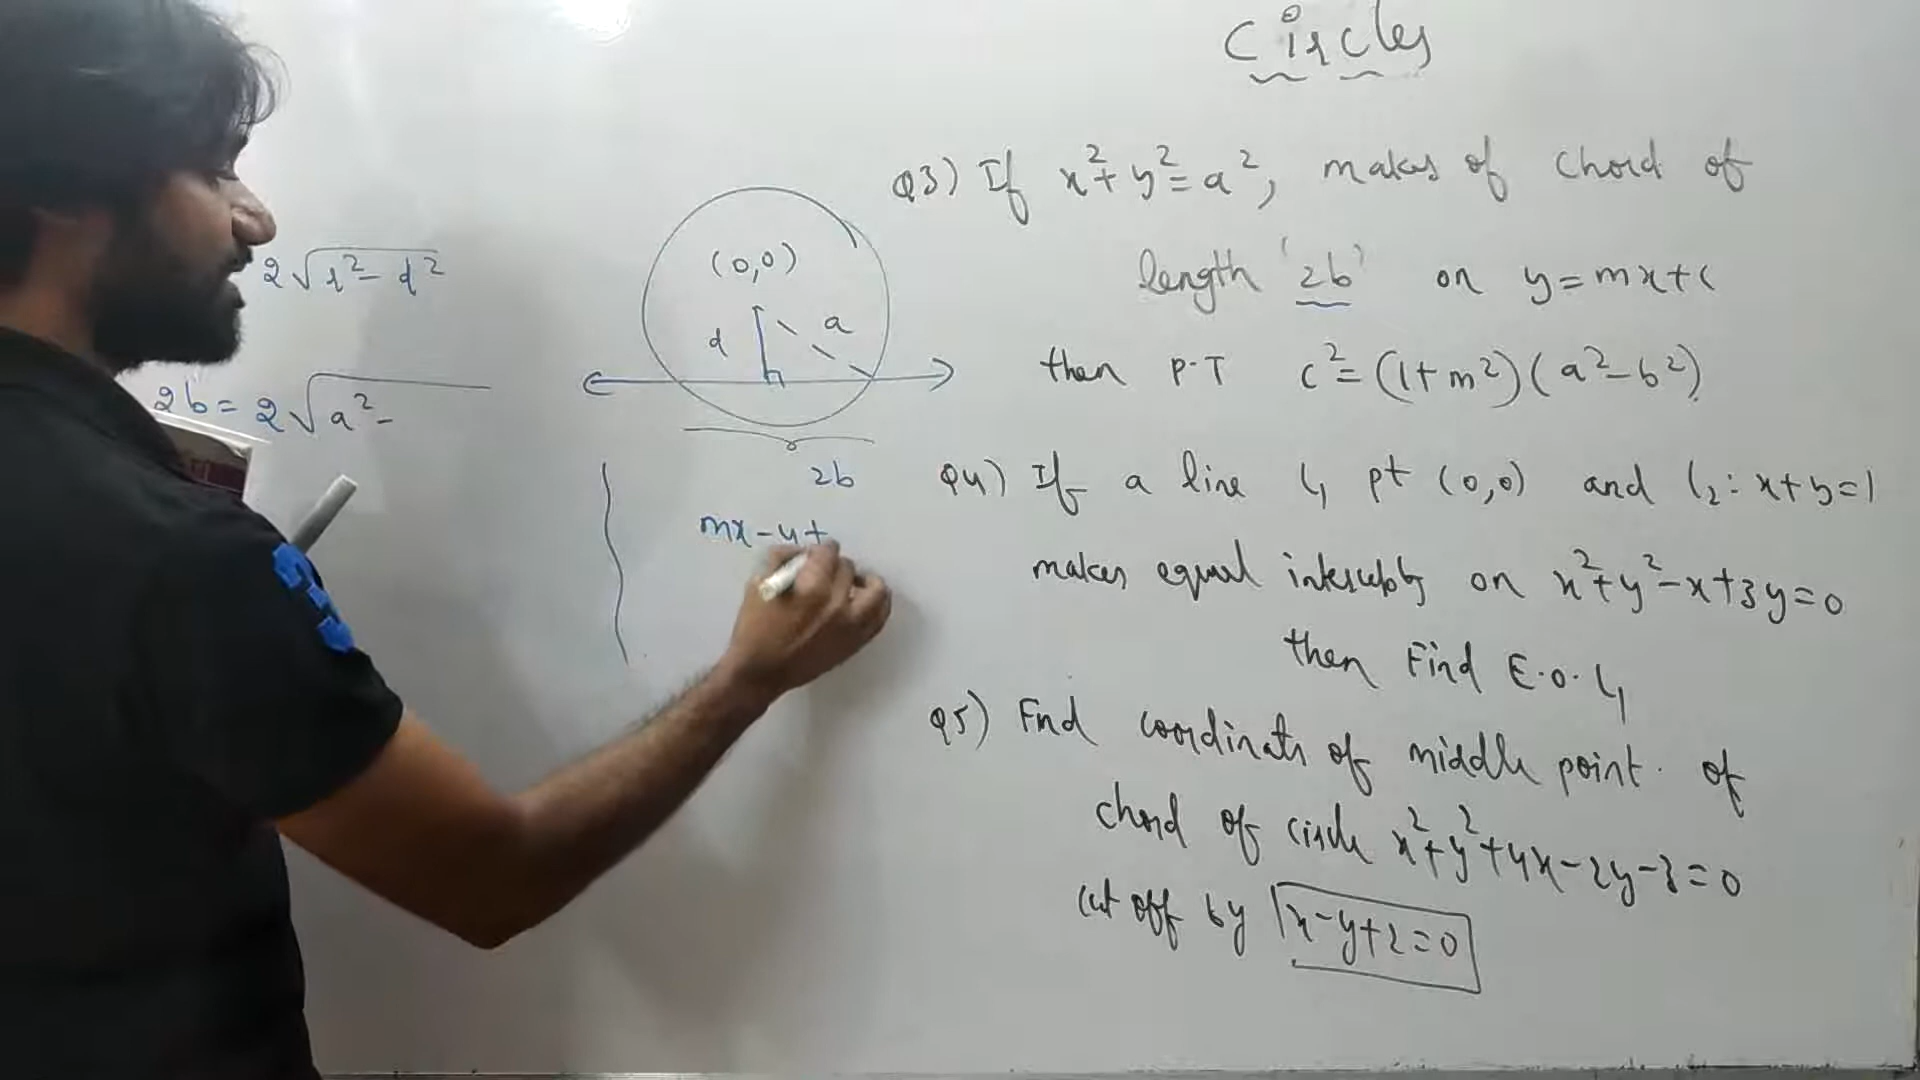 Circles
Q3) If x²+y²=a², makes of chord of
length '2b' on y=mx+c
then P.T c²=(1+m²)(a²-b²)
Q4) If a line L₁ pt (0,0) and L₂: x+y=1
makes equal intercepts on x²+y²-x+3y=0
then Find E.O. L₁
Q5) Find coordinats of middle point of
chord of circle x²+y²+4x-2y-3=0
cut off by x-y+2=0
2√r²-d²
2b=2√a²-
(0,0)
d
a
2b
mx-y+